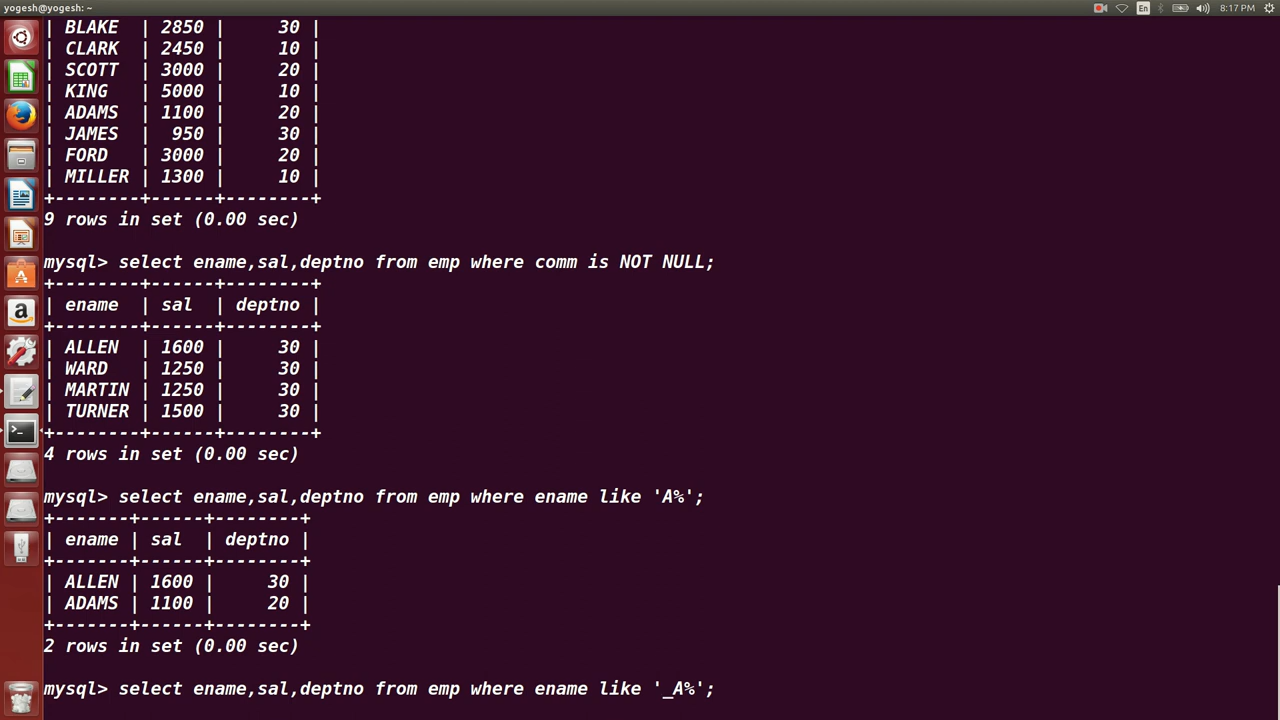 yogesh@yogesh: ~
En
8:17 PM
| BLAKE  | 2850 |     30 |
| CLARK  | 2450 |     10 |
| SCOTT  | 3000 |     20 |
| KING   | 5000 |     10 |
| ADAMS  | 1100 |     20 |
| JAMES  |  950 |     30 |
| FORD   | 3000 |     20 |
| MILLER | 1300 |     10 |
+--------+------+--------+
9 rows in set (0.00 sec)
mysql> select ename,sal,deptno from emp where comm is NOT NULL;
+--------+------+--------+
| ename  | sal  | deptno |
+--------+------+--------+
| ALLEN  | 1600 |     30 |
| WARD   | 1250 |     30 |
| MARTIN | 1250 |     30 |
| TURNER | 1500 |     30 |
+--------+------+--------+
4 rows in set (0.00 sec)
mysql> select ename,sal,deptno from emp where ename like 'A%';
+-------+------+--------+
| ename | sal  | deptno |
+-------+------+--------+
| ALLEN | 1600 |     30 |
| ADAMS | 1100 |     20 |
+-------+------+--------+
2 rows in set (0.00 sec)
mysql> select ename,sal,deptno from emp where ename like '_A%';